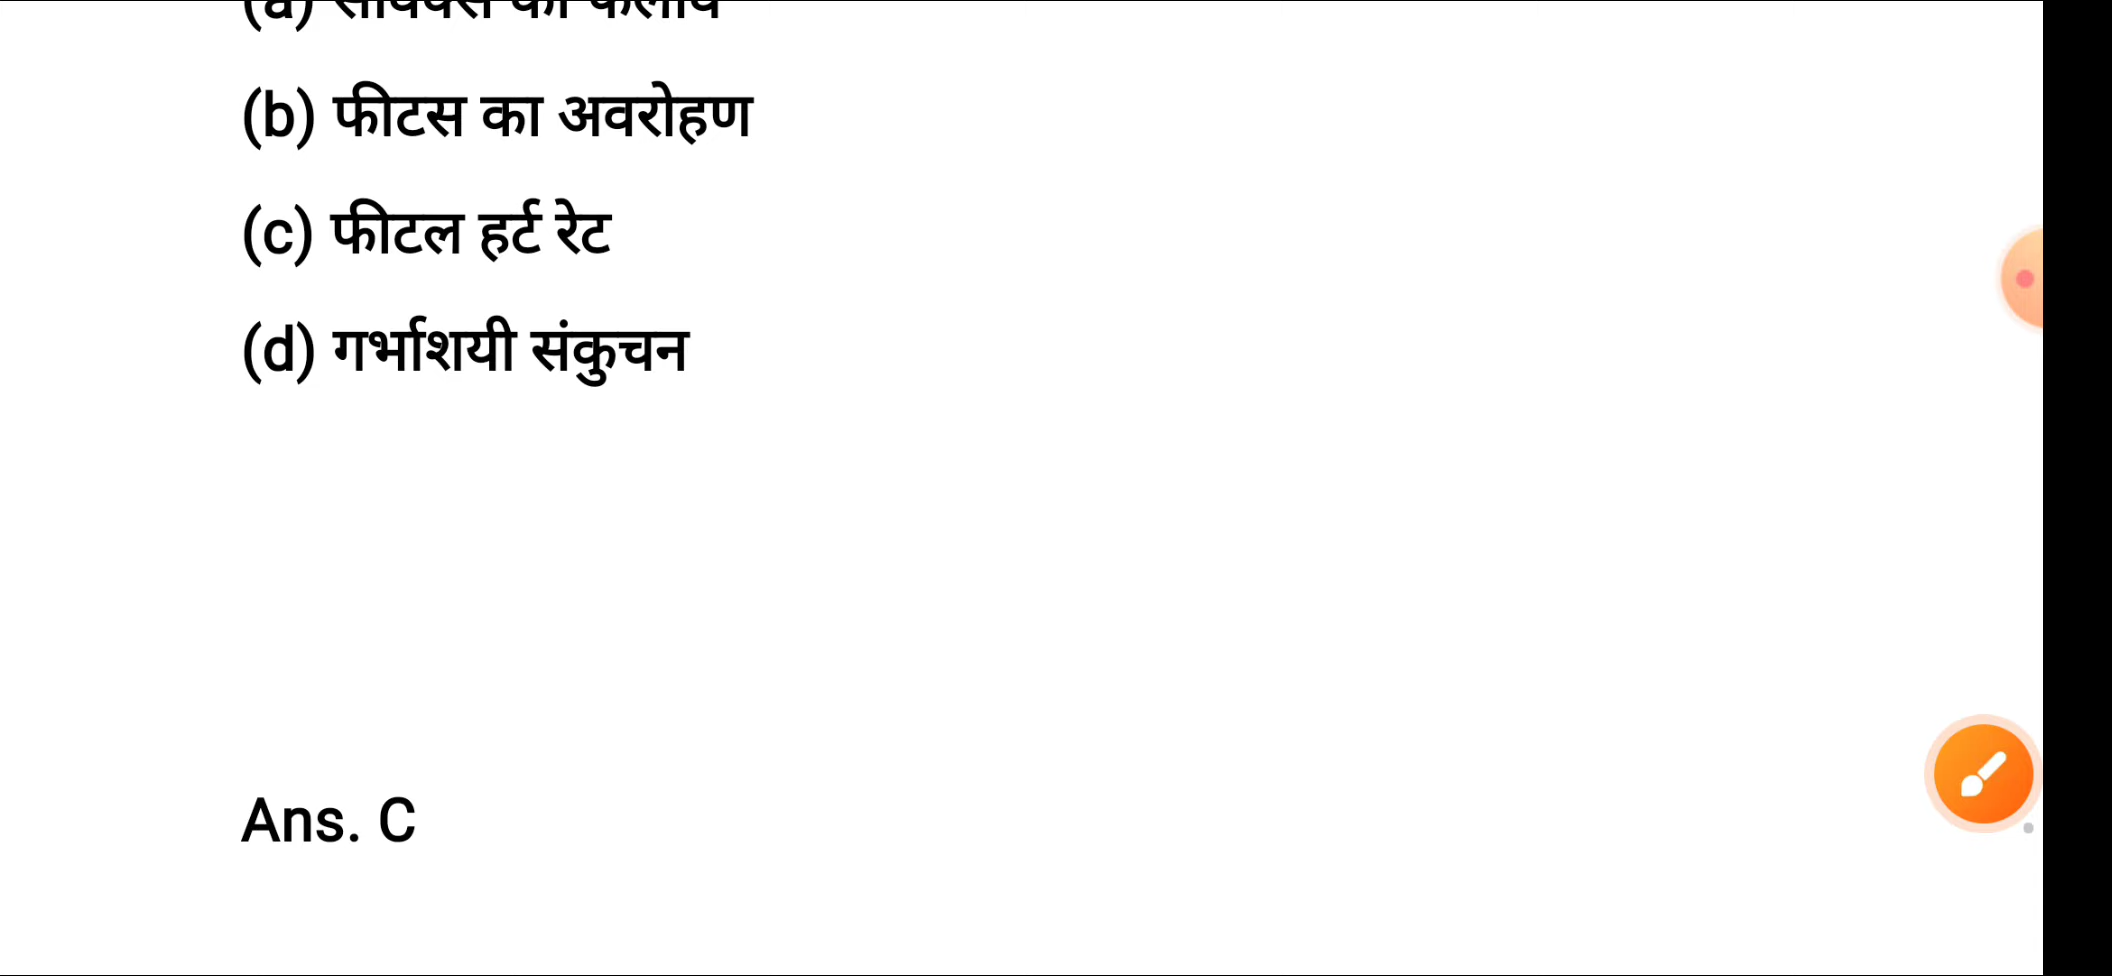 (b) फीटस का अवरोहण
(c) फीटल हर्ट रेट
(d) गर्भाशयी संकुचन
Ans. C